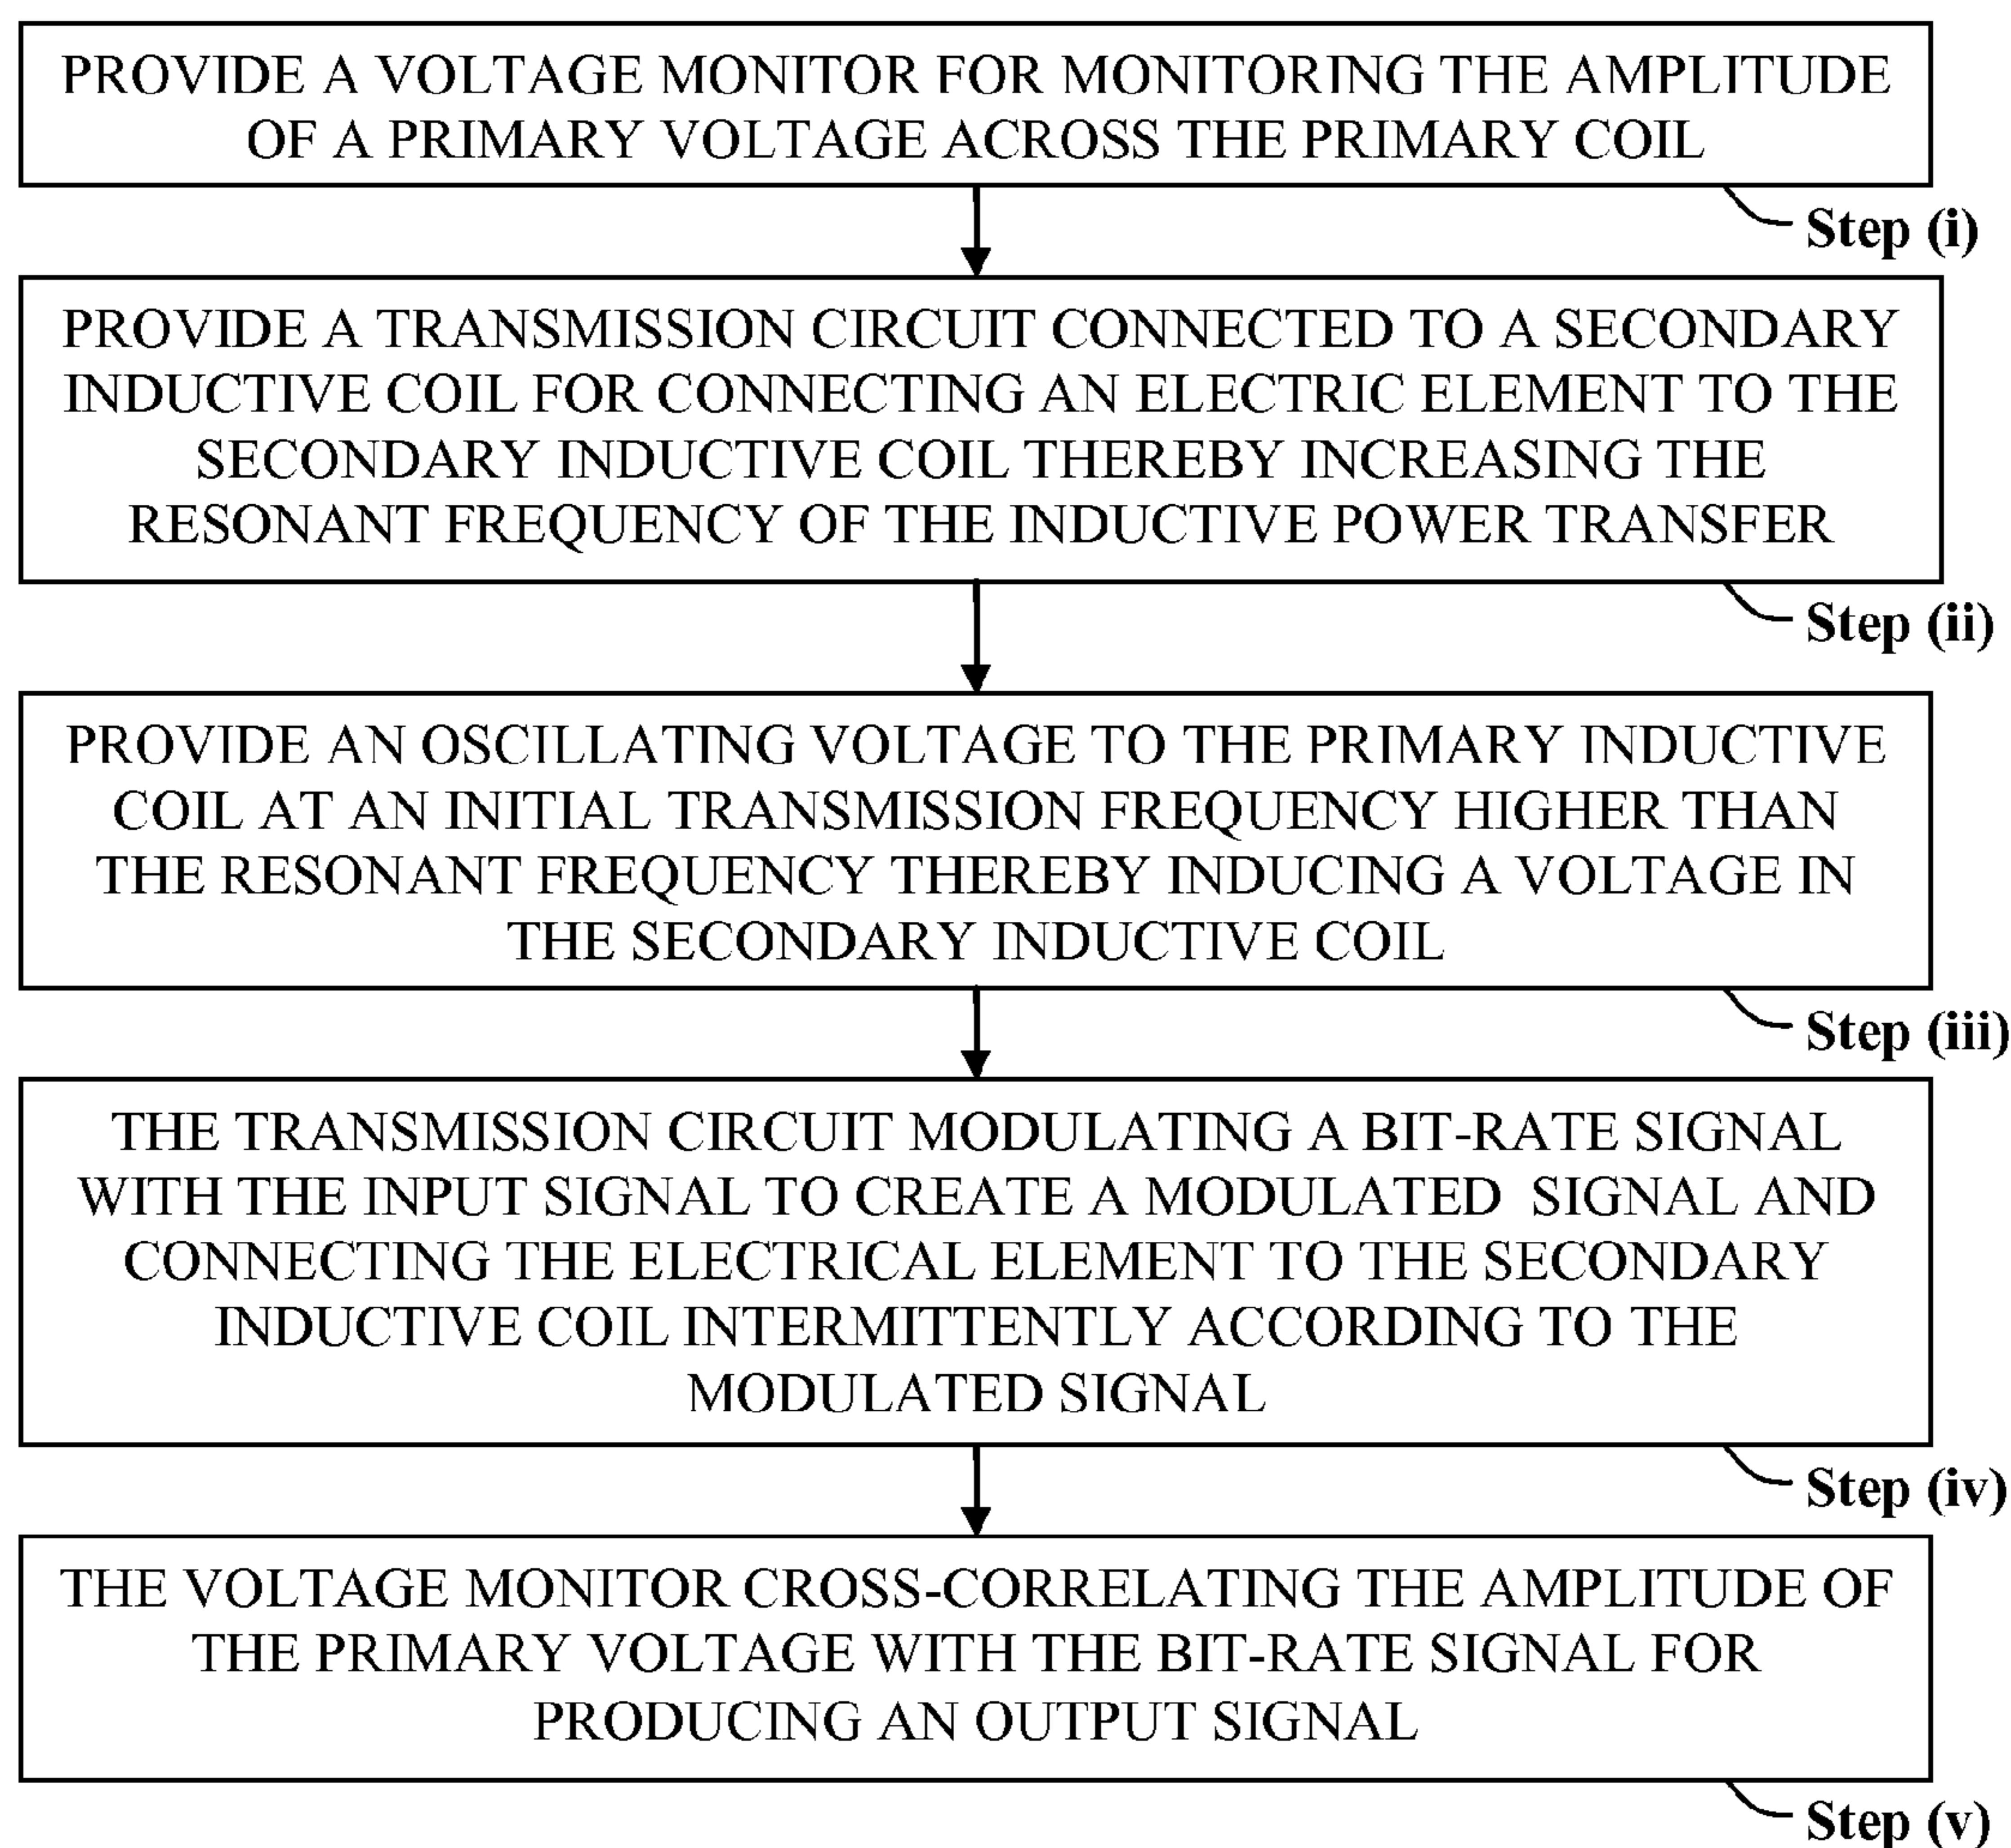 PROVIDE A VOLTAGE MONITOR FOR MONITORING THE AMPLITUDE
OF A PRIMARY VOLTAGE ACROSS THE PRIMARY COIL
Step (i)
PROVIDE A TRANSMISSION CIRCUIT CONNECTED TO A SECONDARY
INDUCTIVE COIL FOR CONNECTING AN ELECTRIC ELEMENT TO THE
SECONDARY INDUCTIVE COIL THEREBY INCREASING THE
RESONANT FREQUENCY OF THE INDUCTIVE POWER TRANSFER
Step (ii)
PROVIDE AN OSCILLATING VOLTAGE TO THE PRIMARY INDUCTIVE
COIL AT AN INITIAL TRANSMISSION FREQUENCY HIGHER THAN
THE RESONANT FREQUENCY THEREBY INDUCING A VOLTAGE IN
THE SECONDARY INDUCTIVE COIL
Step (iii)
THE TRANSMISSION CIRCUIT MODULATING A BIT-RATE SIGNAL
WITH THE INPUT SIGNAL TO CREATE A MODULATED SIGNAL AND
CONNECTING THE ELECTRICAL ELEMENT TO THE SECONDARY
INDUCTIVE COIL INTERMITTENTLY ACCORDING TO THE
MODULATED SIGNAL
Step (iv)
THE VOLTAGE MONITOR CROSS-CORRELATING THE AMPLITUDE OF
THE PRIMARY VOLTAGE WITH THE BIT-RATE SIGNAL FOR
PRODUCING AN OUTPUT SIGNAL
Step (v)